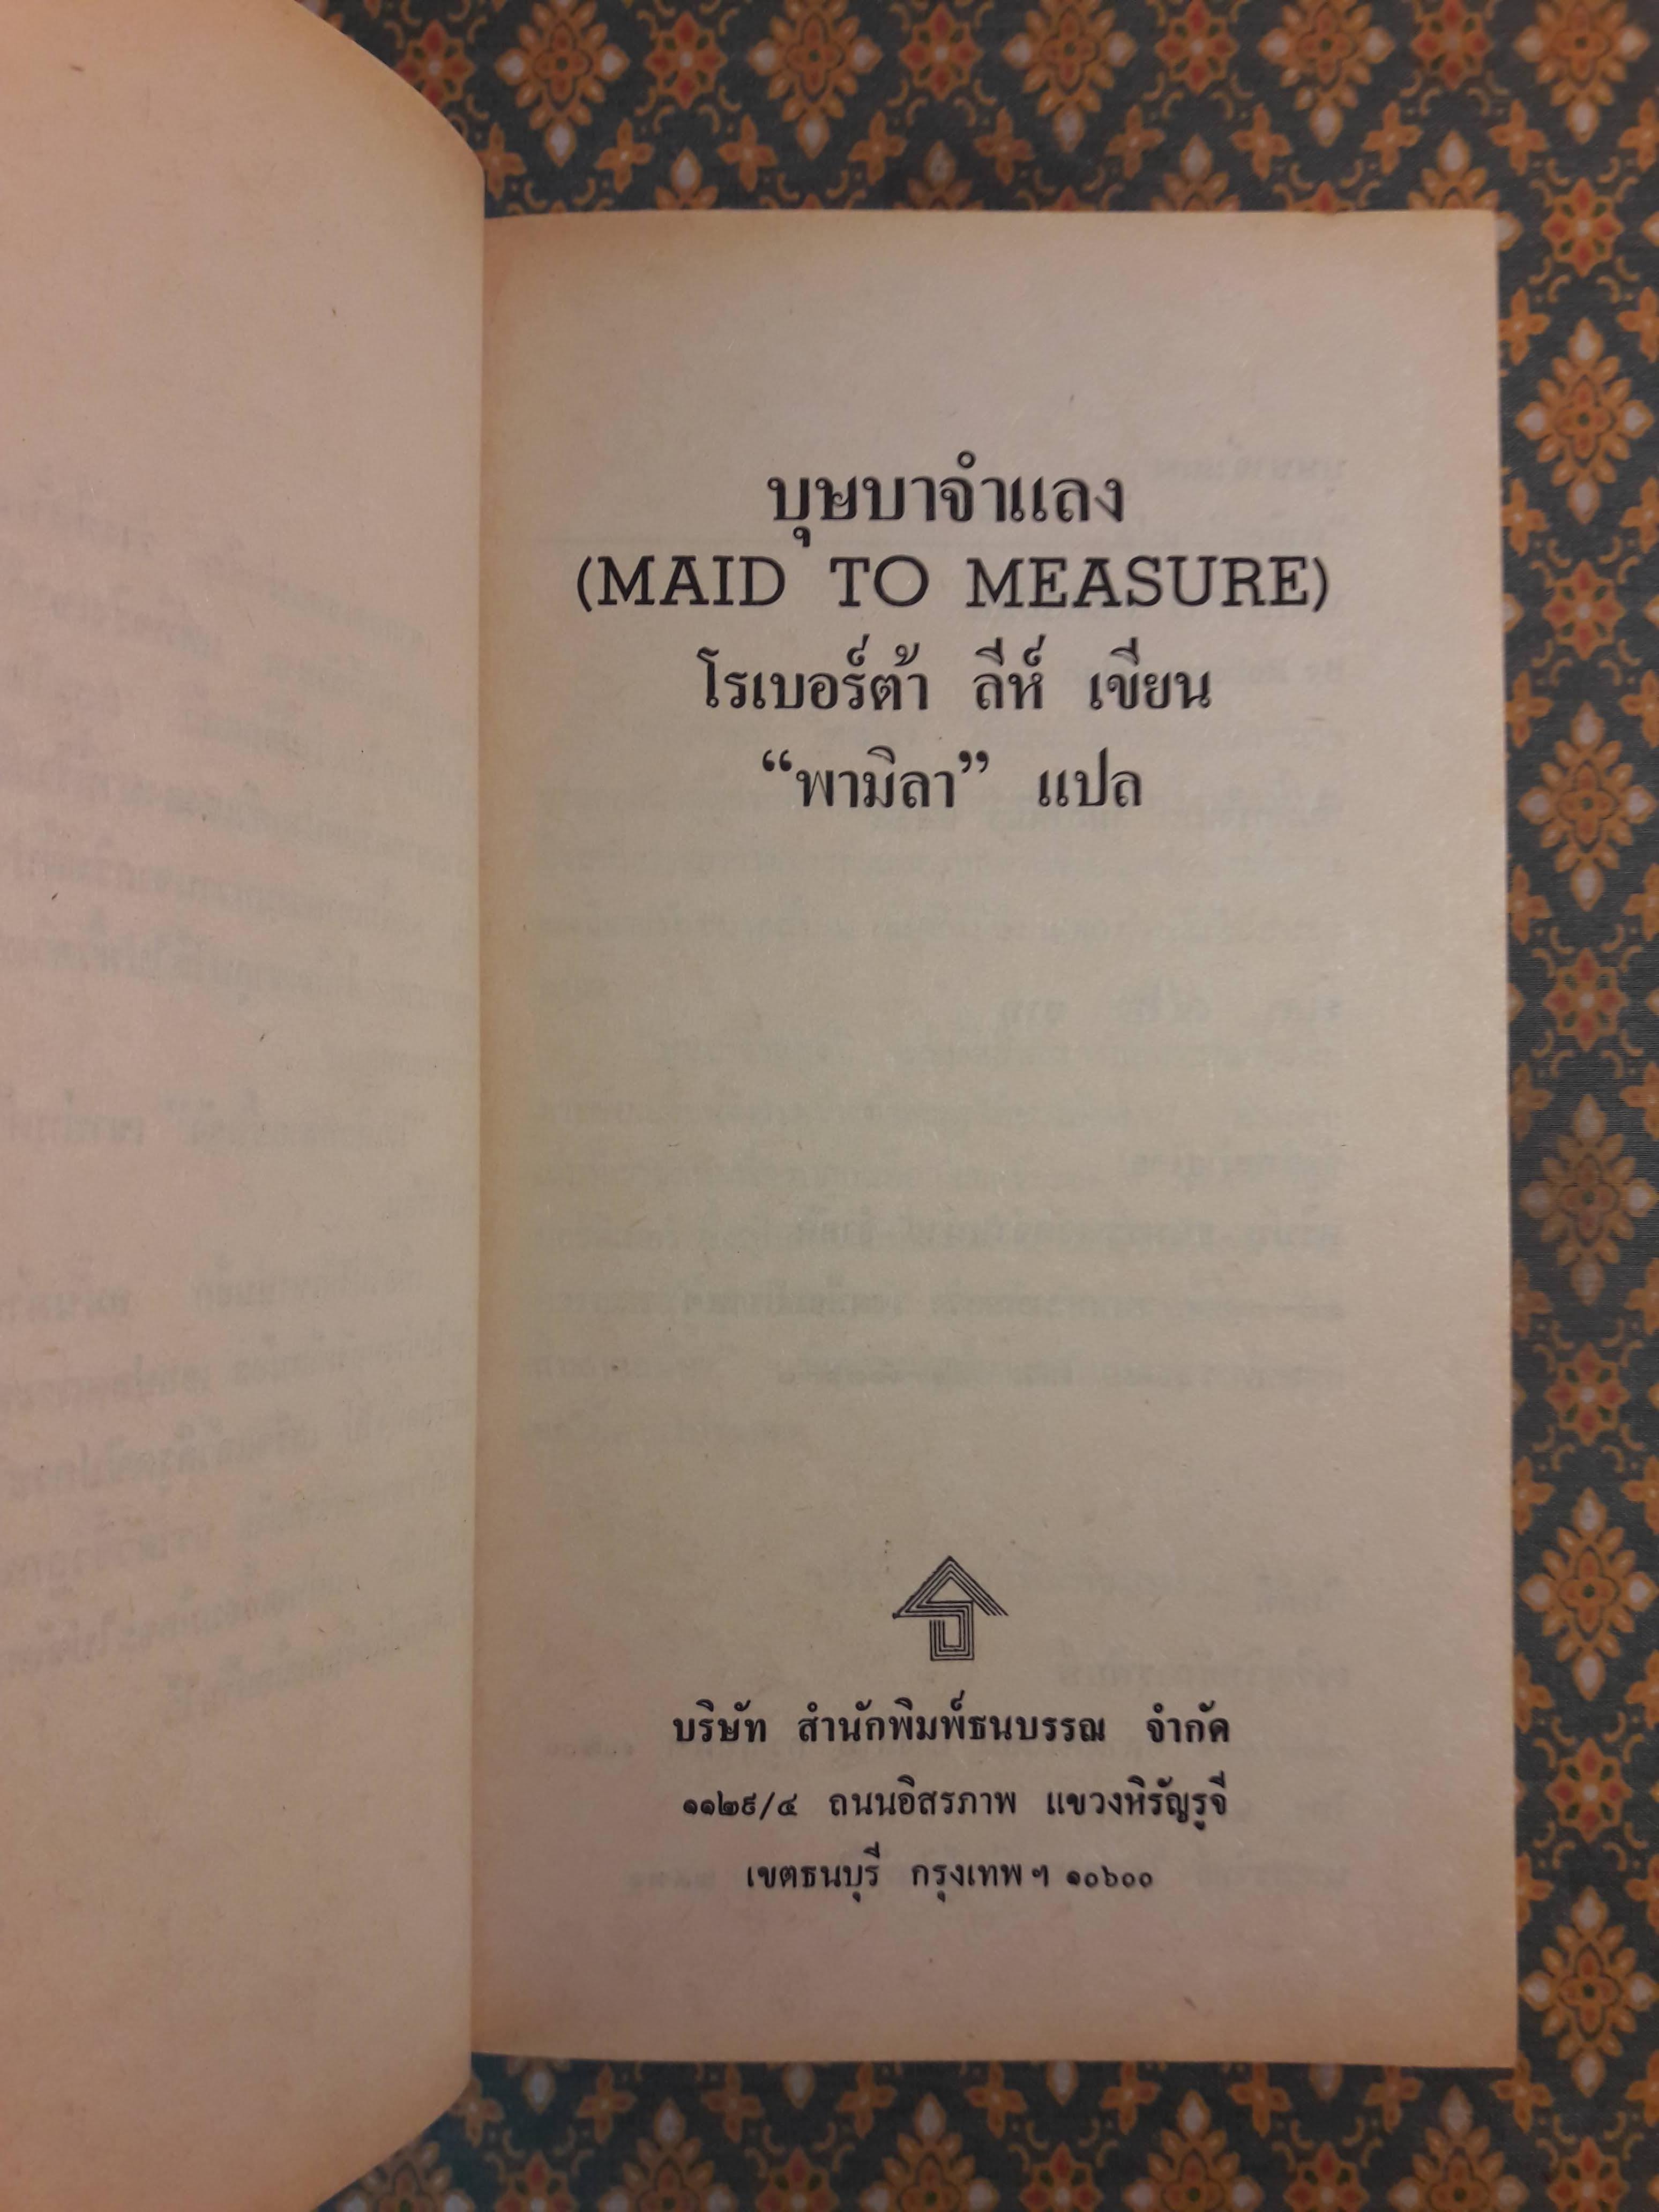 บุษบาจำแลง
(MAID TO MEASURE)
โรเบอร์ต้า ลีห์ เขียน
“พามิลา” แปล
บริษัท สำนักพิมพ์ธนบรรณ จำกัด
๑๑๒๙/๔ ถนนอิสรภาพ แขวงหิรัญรูจี
เขตธนบุรี กรุงเทพฯ ๑๐๖๐๐